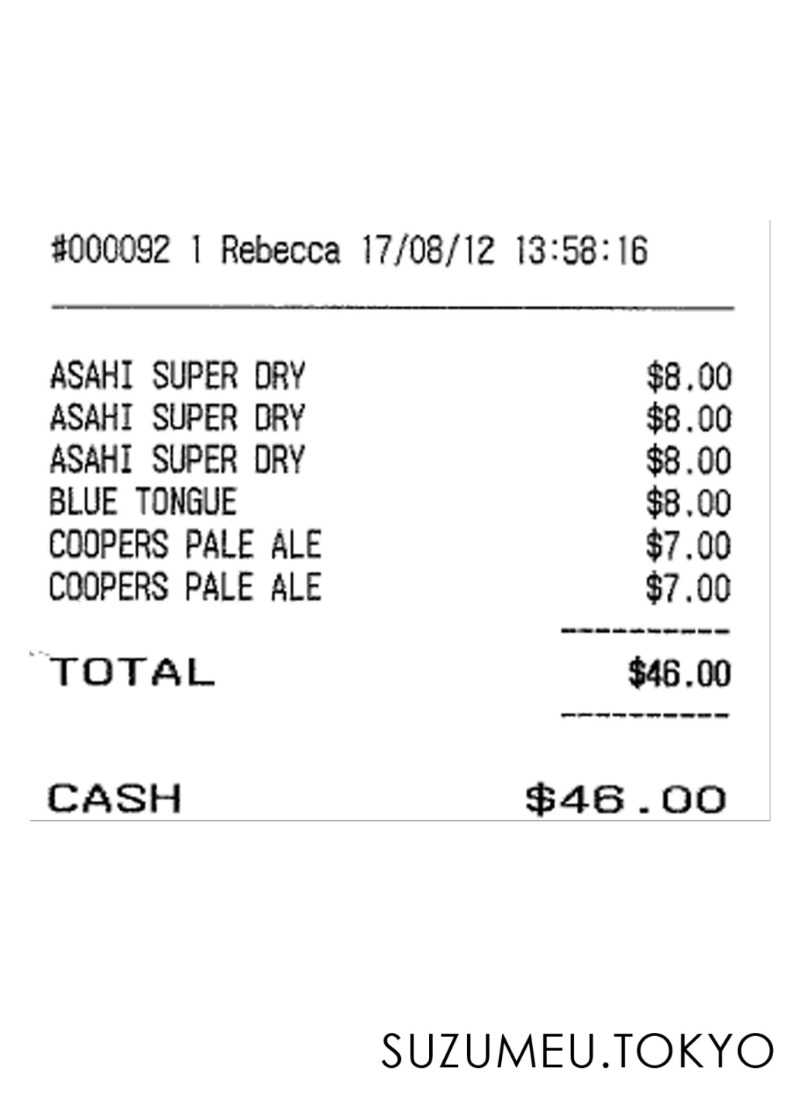 #000092 1 Rebecca 17/08/12 13:58:16
ASAHI SUPER DRY $8.00
ASAHI SUPER DRY $8.00
ASAHI SUPER DRY $8.00
BLUE TONGUE $8.00
COOPERS PALE ALE $7.00
COOPERS PALE ALE $7.00
TOTAL $46.00
CASH $46.00
SUZUMEU.TOKYO